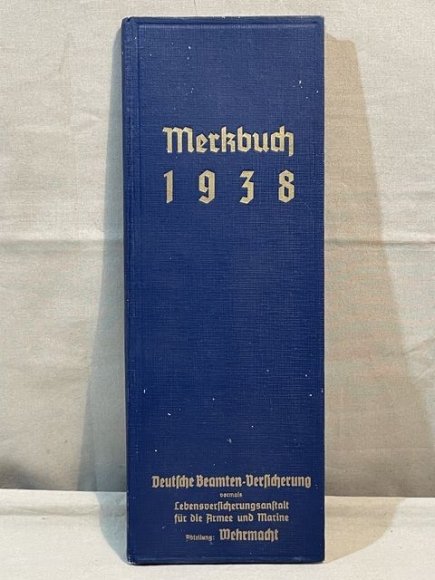 Merkbuch
1938
Deutsche Beamten-Versicherung
vormals
Lebensversicherungsanstalt
für die Armee und Marine
Abteilung: Wehrmacht